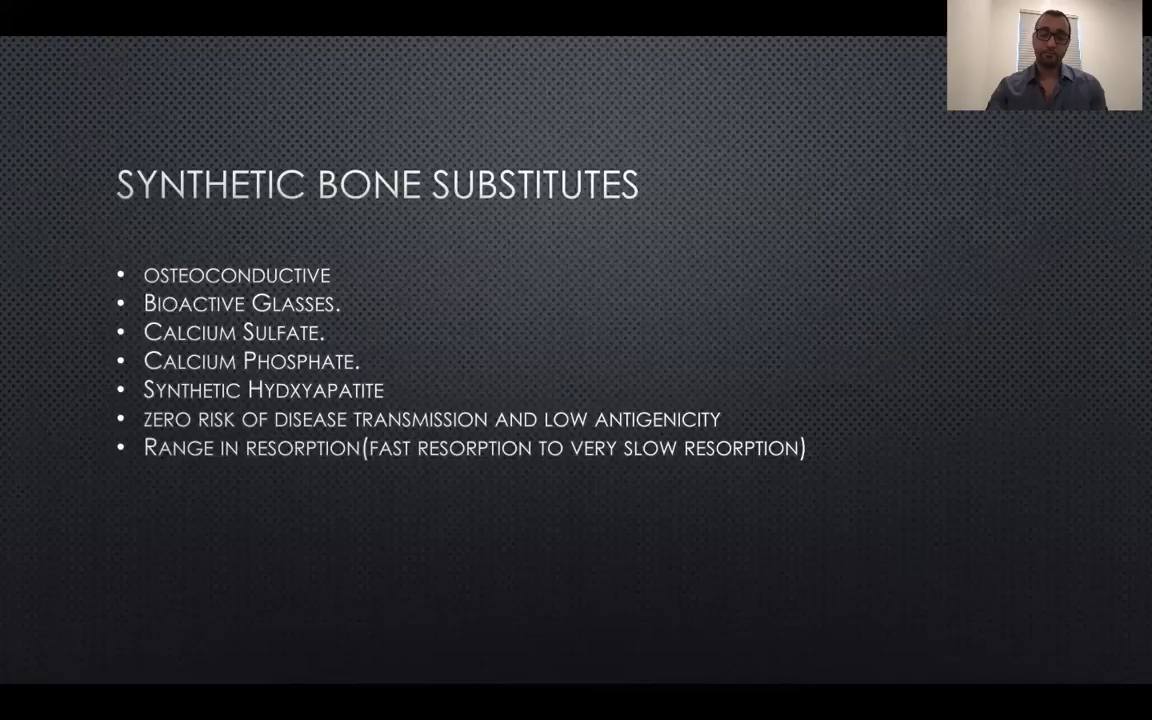 SYNTHETIC BONE SUBSTITUTES
• OSTEOCONDUCTIVE
• BIOACTIVE GLASSES.
• CALCIUM SULFATE.
• CALCIUM PHOSPHATE.
• SYNTHETIC HYDXYAPATITE
• ZERO RISK OF DISEASE TRANSMISSION AND LOW ANTIGENICITY
• RANGE IN RESORPTION(FAST RESORPTION TO VERY SLOW RESORPTION)